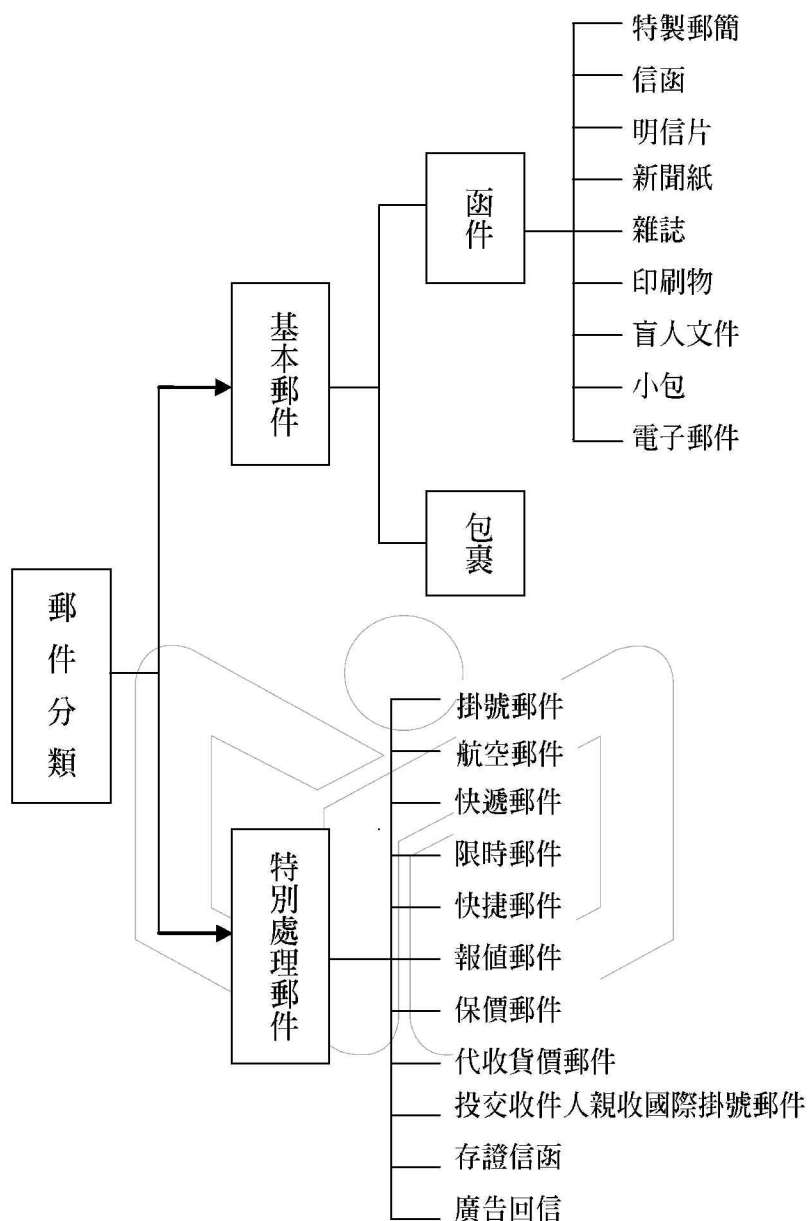 郵件分類
基本郵件
函件
特製郵簡
信函
明信片
新聞紙
雜誌
印刷物
盲人文件
小包
電子郵件
包裹
特別處理郵件
掛號郵件
航空郵件
快遞郵件
限時郵件
快捷郵件
報值郵件
保價郵件
代收貨價郵件
投交收件人親收國際掛號郵件
存證信函
廣告回信